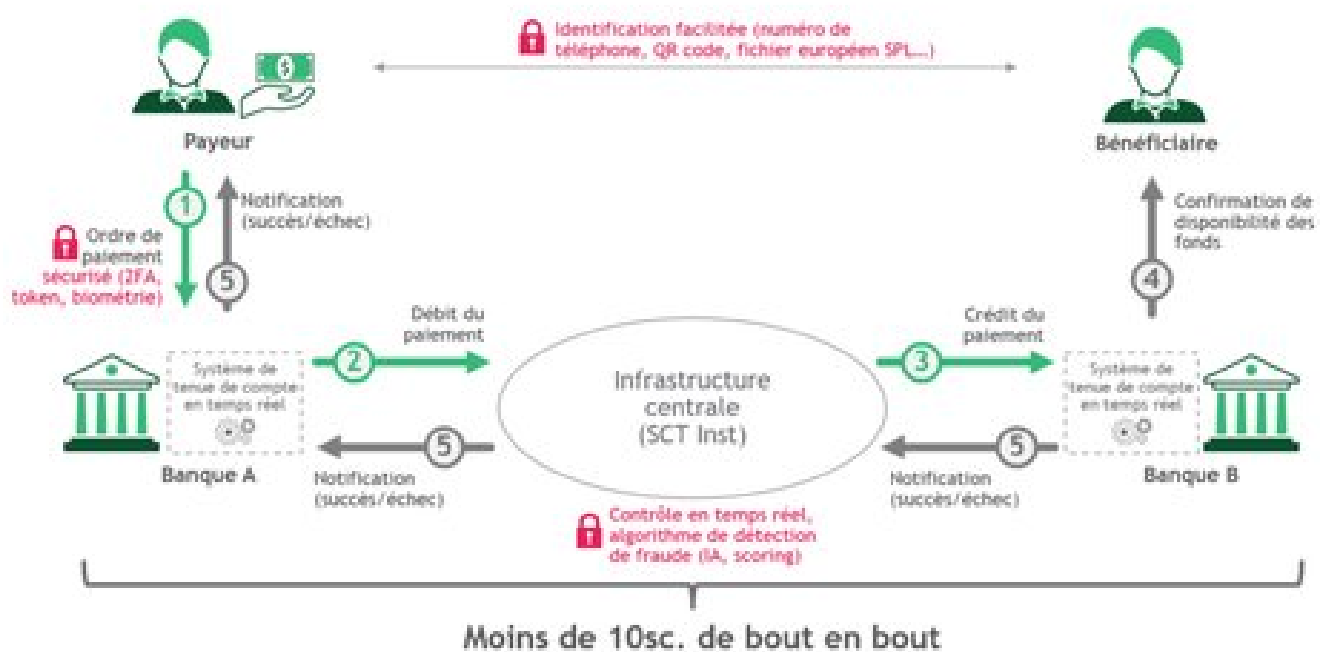 Identification facilitée (numéro de
téléphone, QR code, fichier européen SPL...)
Payeur
Bénéficiaire
1
Notification
(succès/échec)
Ordre de
paiement
sécurisé (2FA,
token, biométrie)
5
Confirmation de
disponibilité des
fonds
4
Débit du
paiement
2
Crédit du
paiement
3
Système de
tenue de compte
en temps réel
Infrastructure
centrale
(SCT Inst)
Système de
tenue de compte
en temps réel
5
5
Banque A
Notification
(succès/échec)
Notification
(succès/échec)
Banque B
Contrôle en temps réel,
algorithme de détection
de fraude (IA, scoring)
Moins de 10sc. de bout en bout